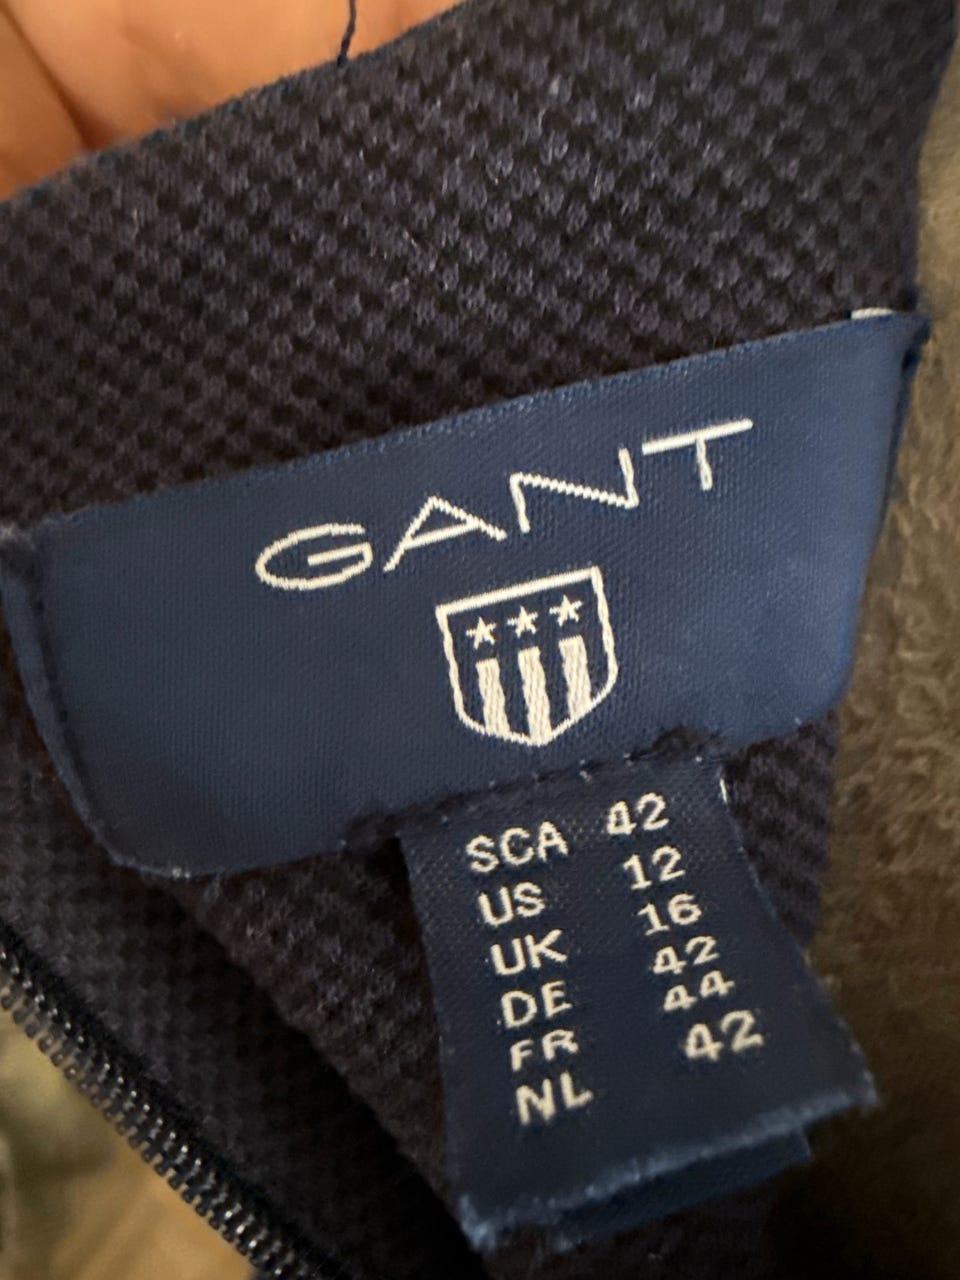 GANT
SCA 42
US 12
UK 16
DE 42
FR 44
NL 42